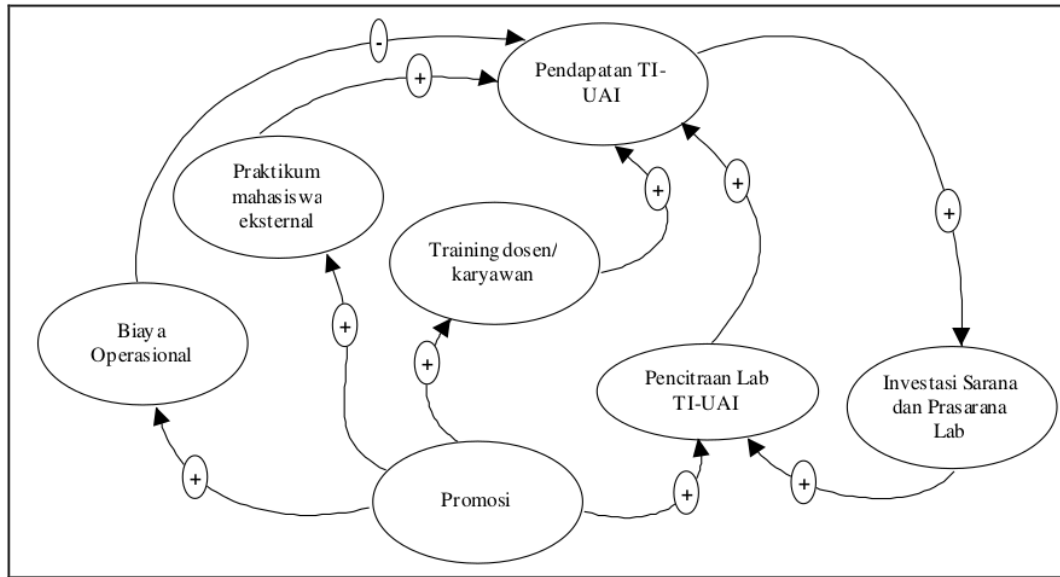 -
+
Pendapatan TI-
UAI
Praktikum
mahasiswa
eksternal
+
+
+
Training dosen/
karyawan
Biaya
Operasional
+
+
Pencitraan Lab
TI-UAI
Investasi Sarana
dan Prasarana
Lab
+
Promosi
+
+